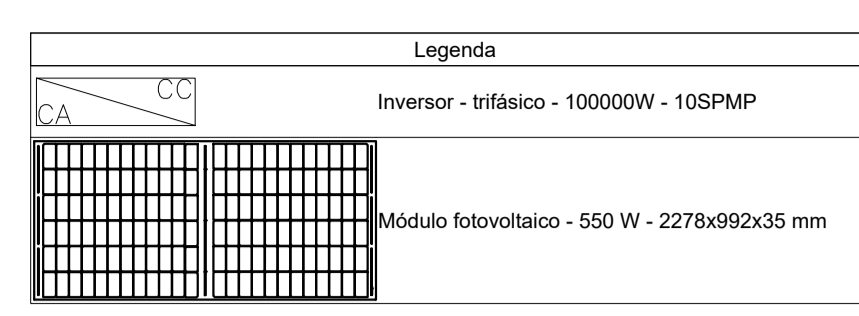 Legenda
CC
CA
Inversor - trifásico - 100000W - 10SPMP
Módulo fotovoltaico - 550 W - 2278x992x35 mm